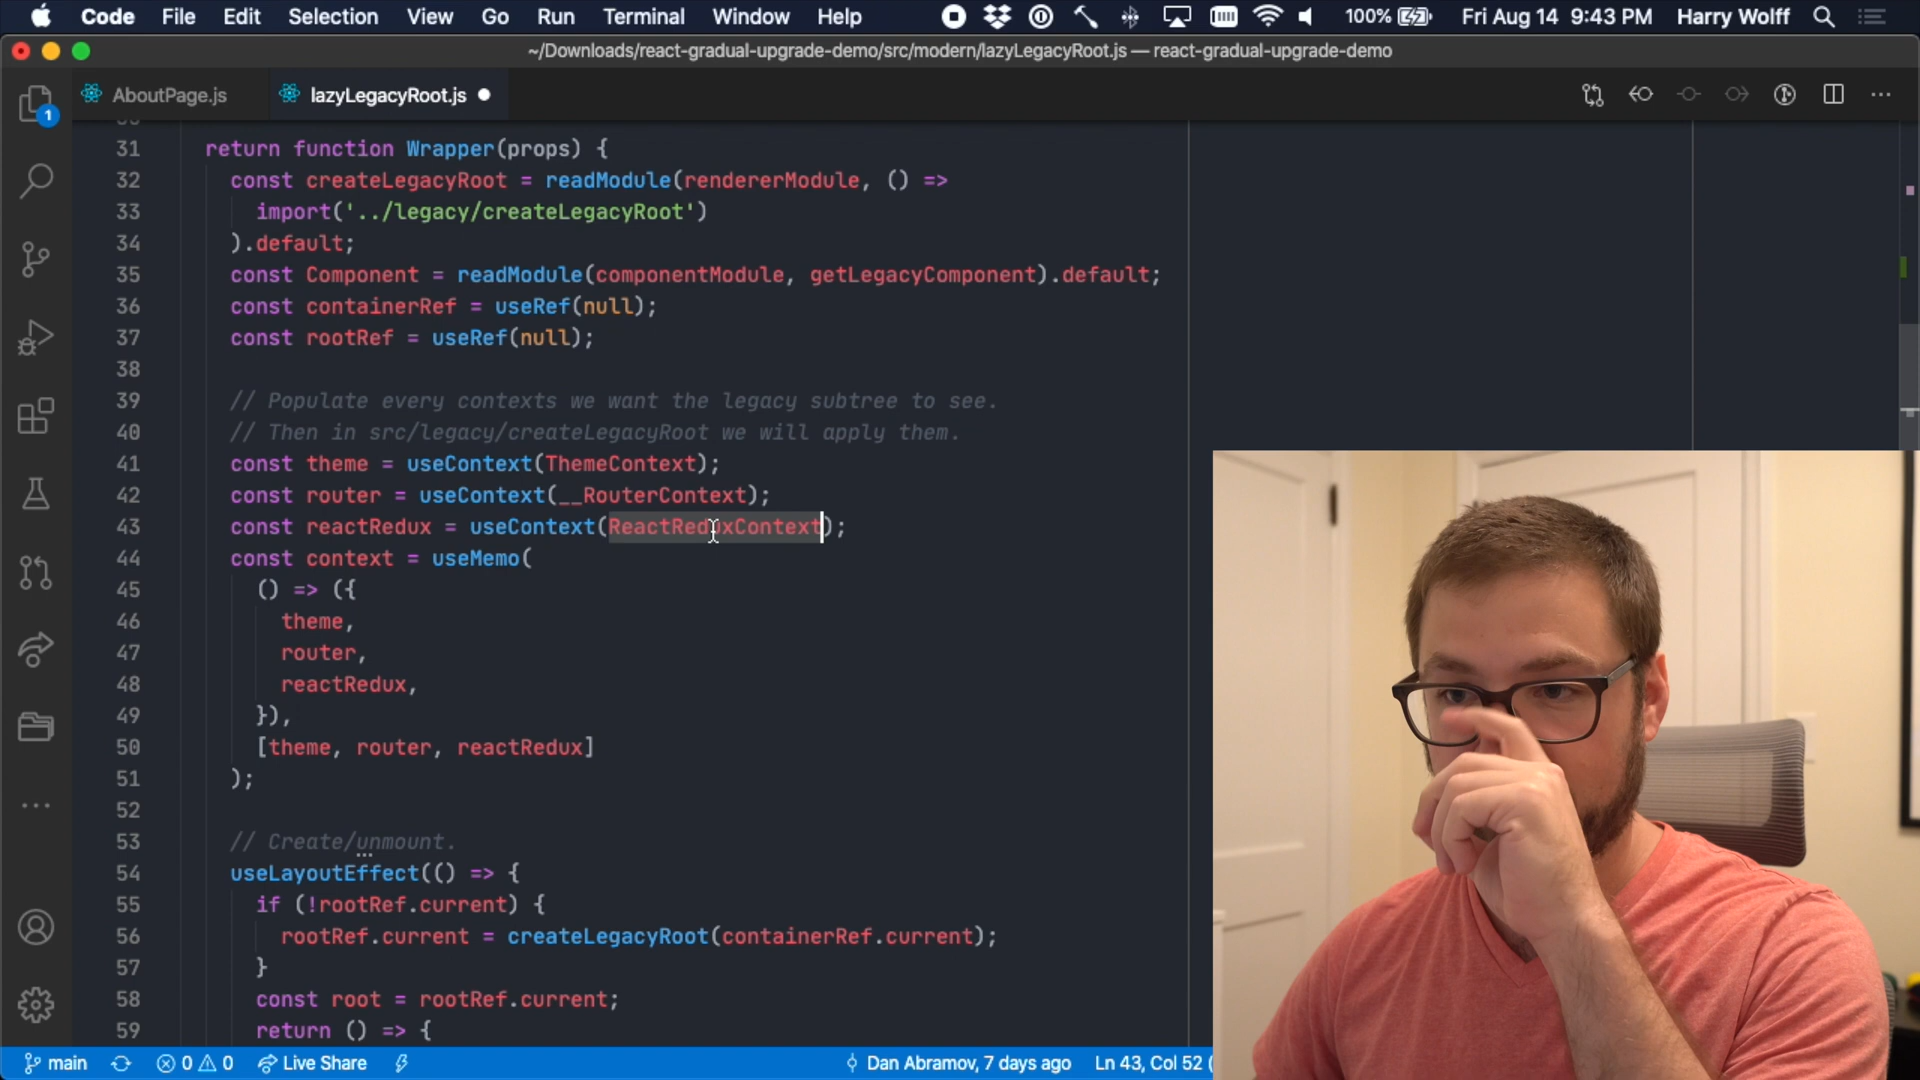 Code File Edit Selection View Go Run Terminal Window Help 100% Fri Aug 14 9:43 PM Harry Wolff
~/Downloads/react-gradual-upgrade-demo/src/modern/lazyLegacyRoot.js — react-gradual-upgrade-demo
1 AboutPage.js lazyLegacyRoot.js
31 return function Wrapper(props) {
32 const createLegacyRoot = readModule(rendererModule, () =>
33 import('../legacy/createLegacyRoot')
34 ).default;
35 const Component = readModule(componentModule, getLegacyComponent).default;
36 const containerRef = useRef(null);
37 const rootRef = useRef(null);
38
39 // Populate every contexts we want the legacy subtree to see.
40 // Then in src/legacy/createLegacyRoot we will apply them.
41 const theme = useContext(ThemeContext);
42 const router = useContext(__RouterContext);
43 const reactRedux = useContext(ReactReduxContext);
44 const context = useMemo(
45 () => ({
46 theme,
47 router,
48 reactRedux,
49 }),
50 [theme, router, reactRedux]
51 );
52
53 // Create/unmount.
54 useLayoutEffect(() => {
55 if (!rootRef.current) {
56 rootRef.current = createLegacyRoot(containerRef.current);
57 }
58 const root = rootRef.current;
59 return () => {
main 0 0 Live Share Dan Abramov, 7 days ago Ln 43, Col 52 (